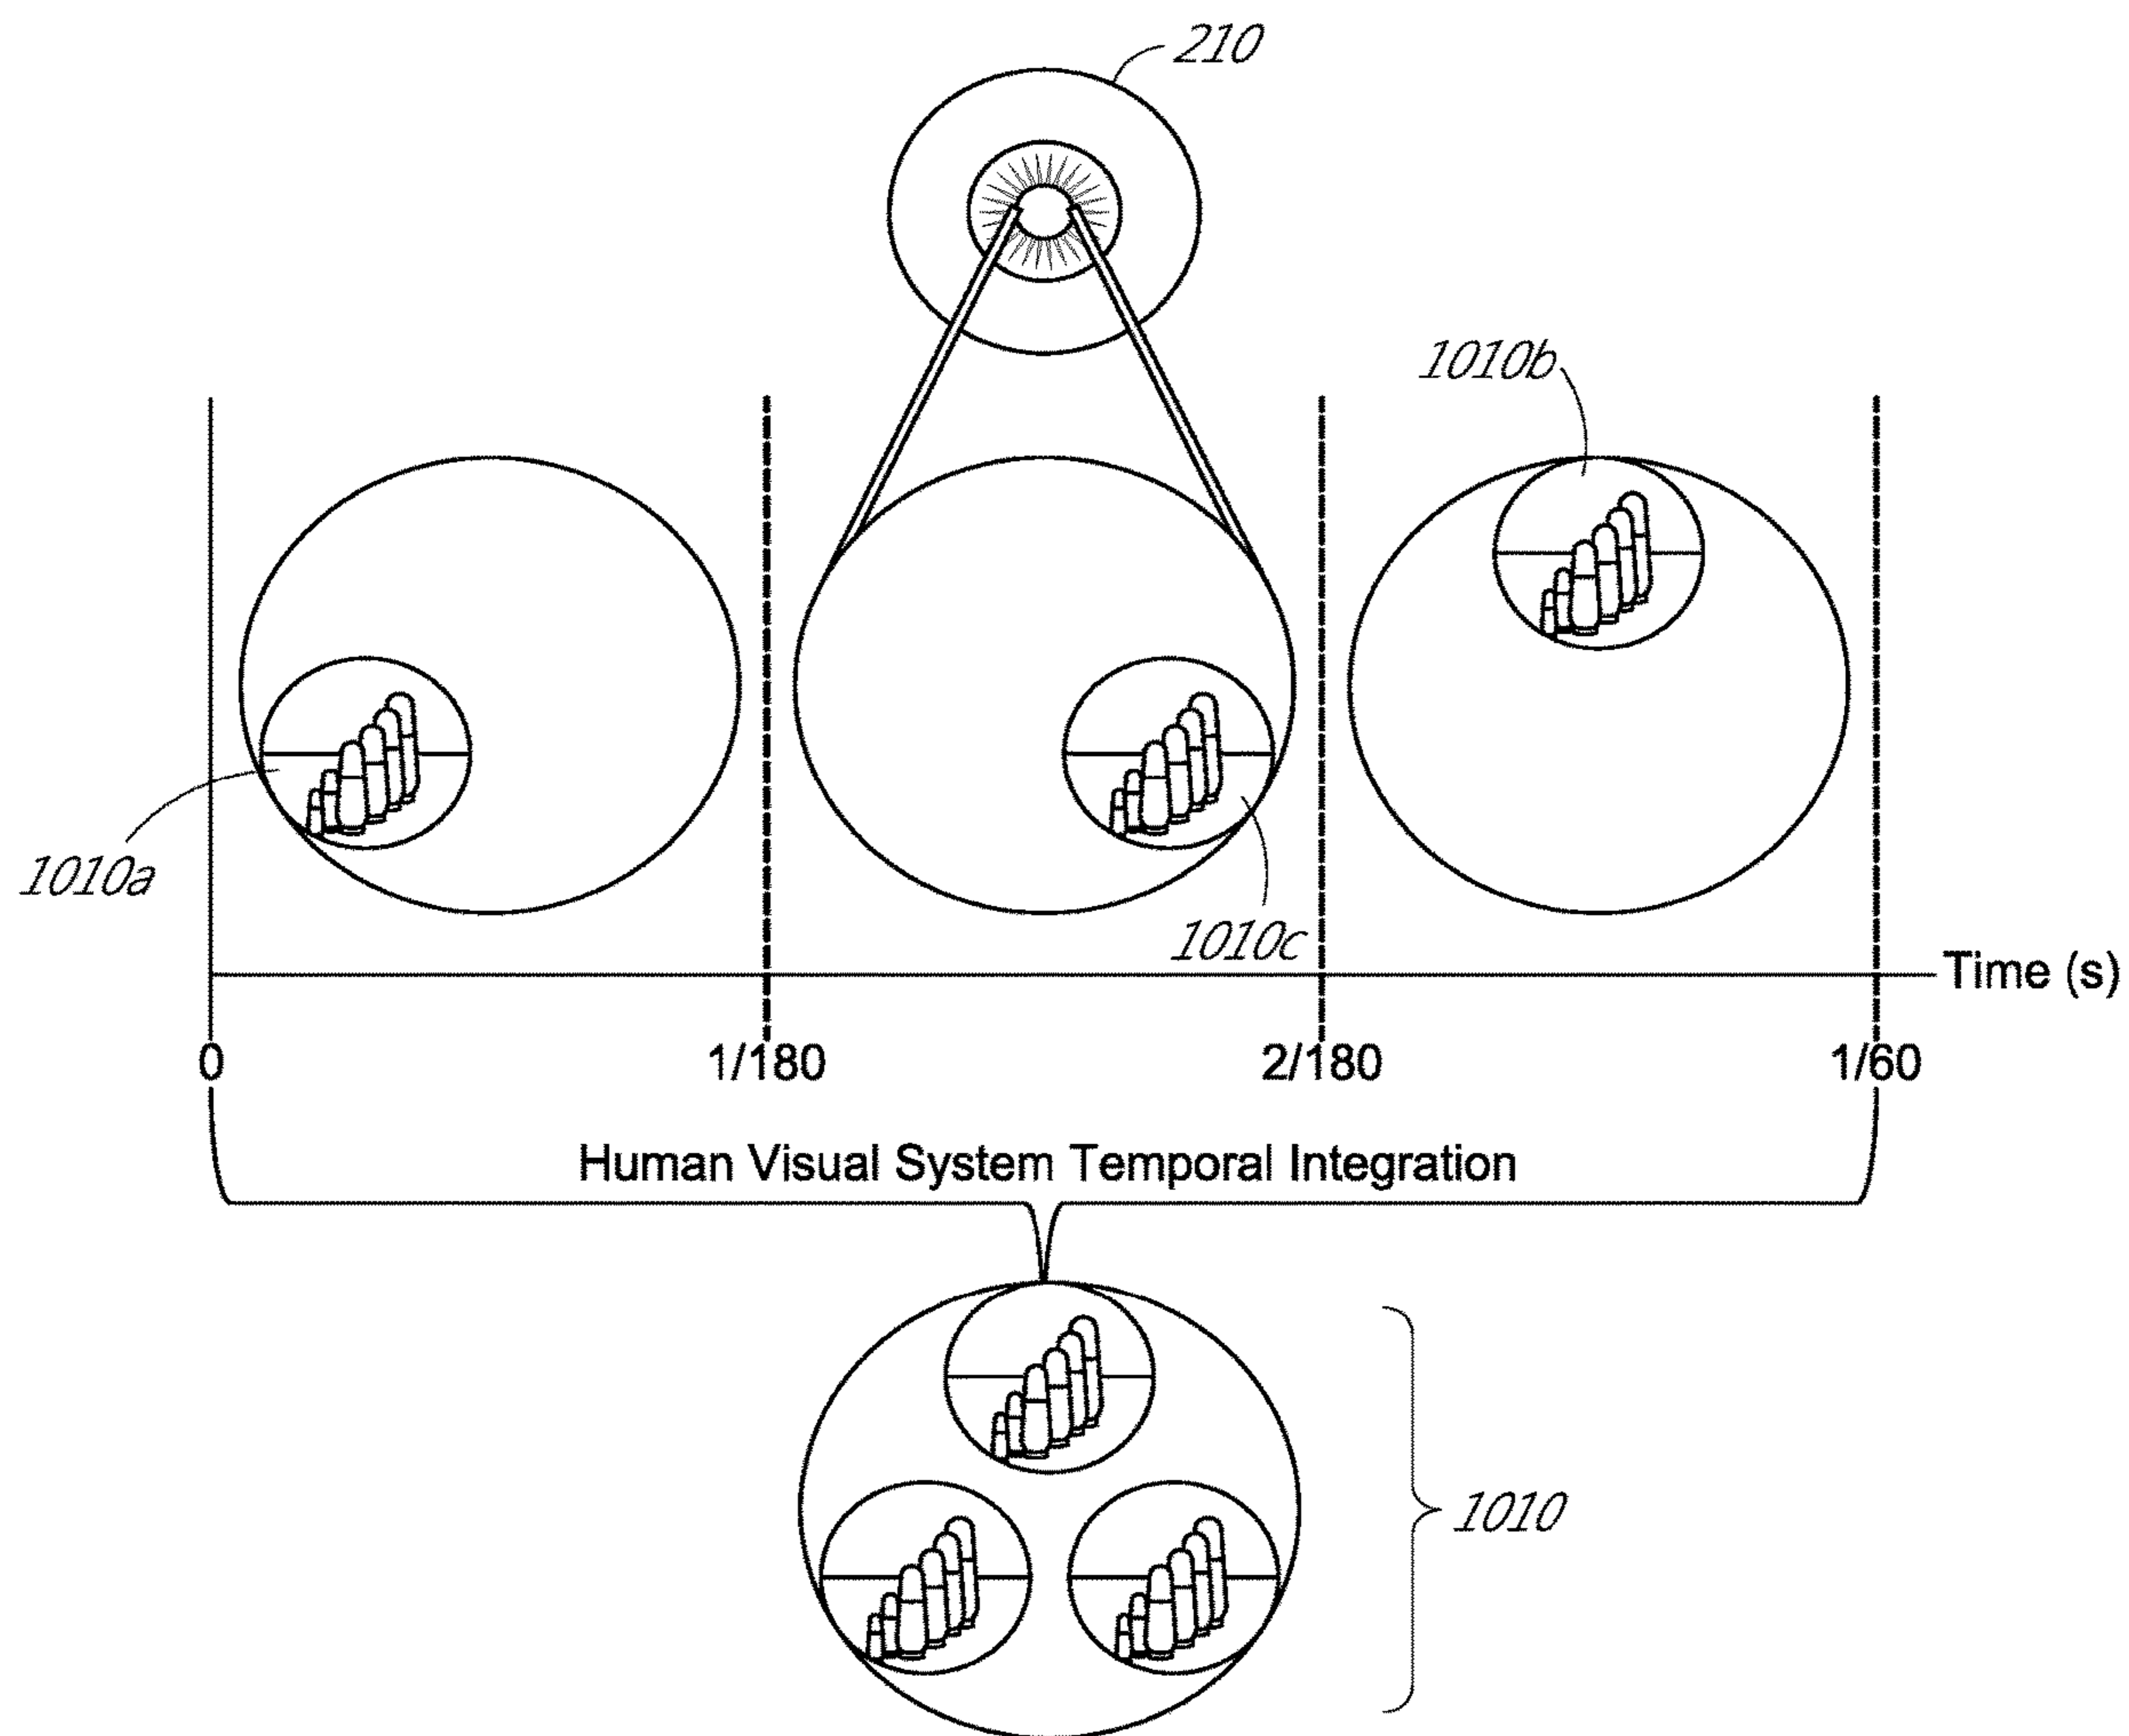 210
1010b
1010a
1010c
Time (s)
0
1/180
2/180
1/60
Human Visual System Temporal Integration
1010